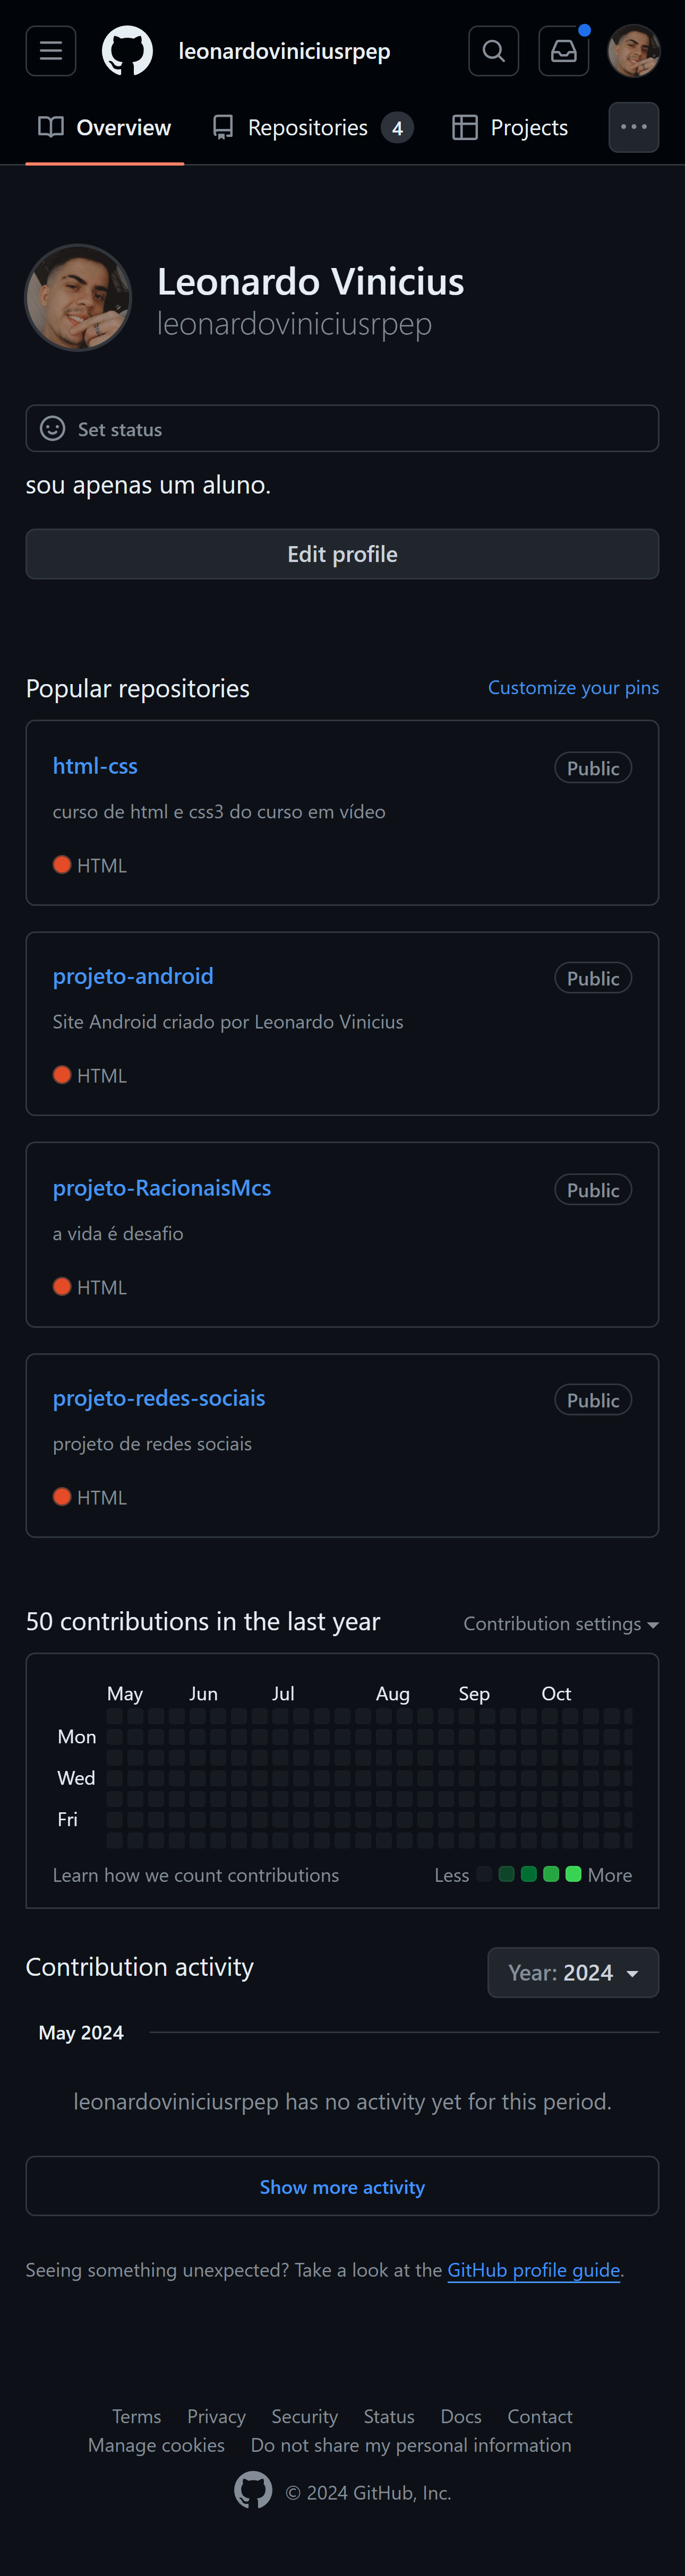 leonardoviniciusrpep
Overview Repositories 4 Projects
Leonardo Vinicius
leonardoviniciusrpep
Set status
sou apenas um aluno.
Edit profile
Popular repositories Customize your pins
html-css Public
curso de html e css3 do curso em vídeo
HTML
projeto-android Public
Site Android criado por Leonardo Vinicius
HTML
projeto-RacionaisMcs Public
a vida é desafio
HTML
projeto-redes-sociais Public
projeto de redes sociais
HTML
50 contributions in the last year Contribution settings
May Jun Jul Aug Sep Oct
Mon
Wed
Fri
Learn how we count contributions Less More
Contribution activity Year: 2024
May 2024
leonardoviniciusrpep has no activity yet for this period.
Show more activity
Seeing something unexpected? Take a look at the GitHub profile guide.
Terms Privacy Security Status Docs Contact
Manage cookies Do not share my personal information
© 2024 GitHub, Inc.